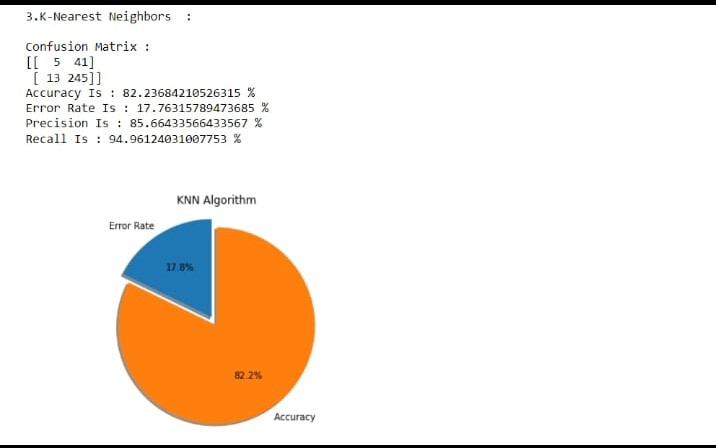 3.K-Nearest Neighbors :
Confusion Matrix :
[[ 5 41]
[ 13 245]]
Accuracy Is : 82.23684210526315 %
Error Rate Is : 17.76315789473685 %
Precision Is : 85.66433566433567 %
Recall Is : 94.96124031007753 %
KNN Algorithm
Error Rate
17.8%
82.2%
Accuracy